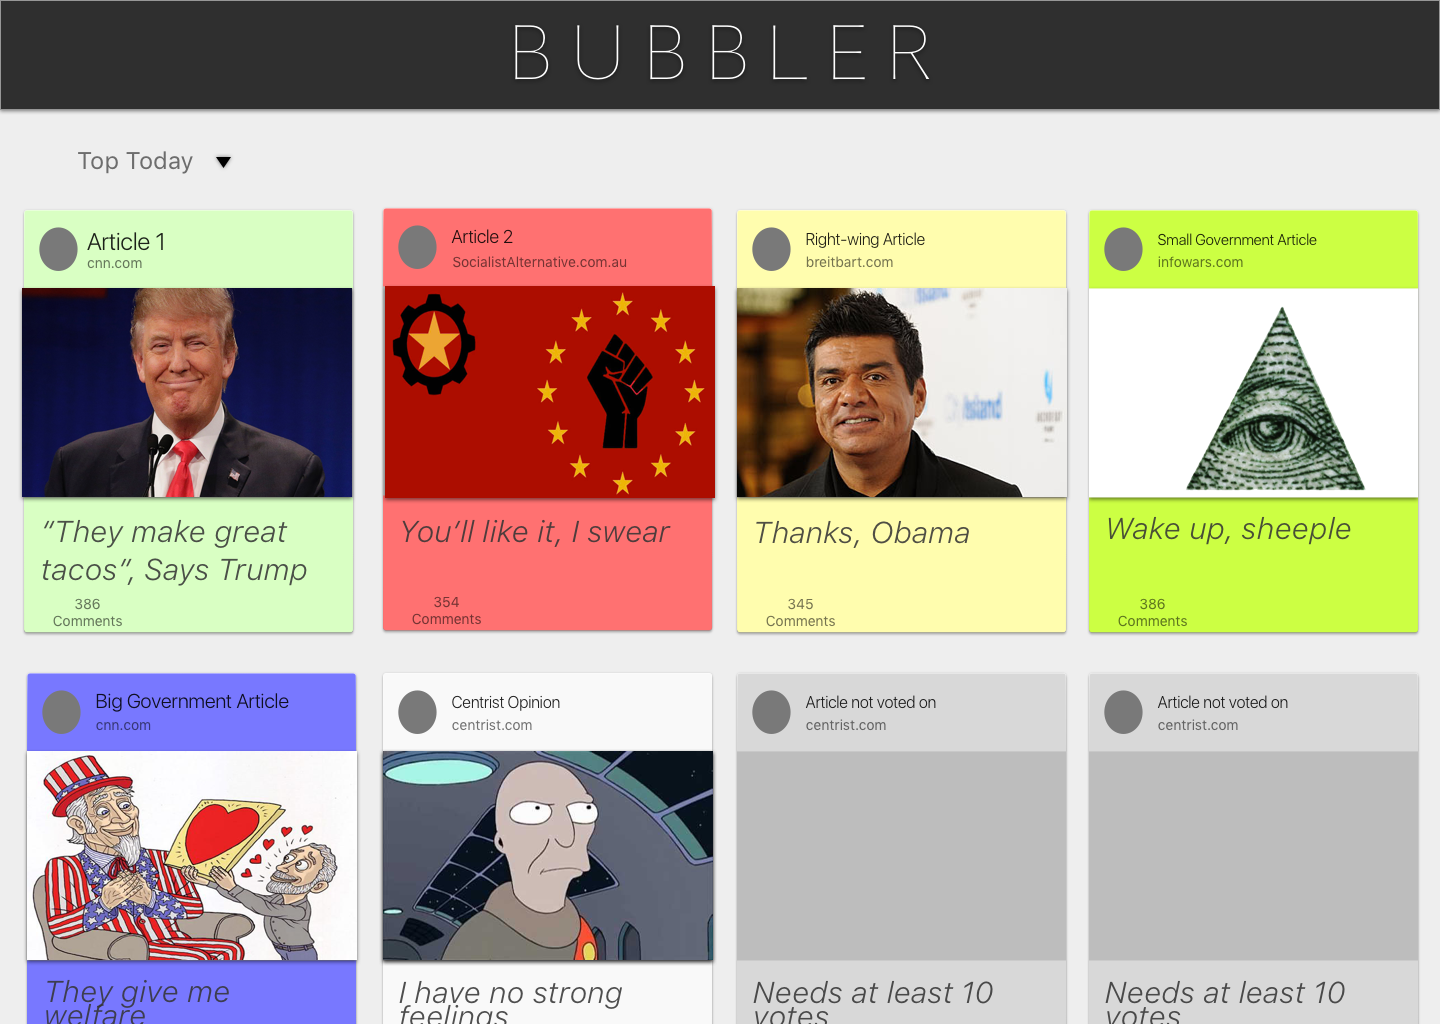 BUBBLER
Top Today
Article 1
cnn.com
“They make great
tacos”, Says Trump
386
Comments
Article 2
SocialistAlternative.com.au
You’ll like it, I swear
354
Comments
Right-wing Article
breitbart.com
Island
Thanks, Obama
345
Comments
Small Government Article
infowars.com
Wake up, sheeple
386
Comments
Big Government Article
cnn.com
They give me
welfare
Centrist Opinion
centrist.com
I have no strong
feelings
Article not voted on
centrist.com
Needs at least 10
votes
Article not voted on
centrist.com
Needs at least 10
votes